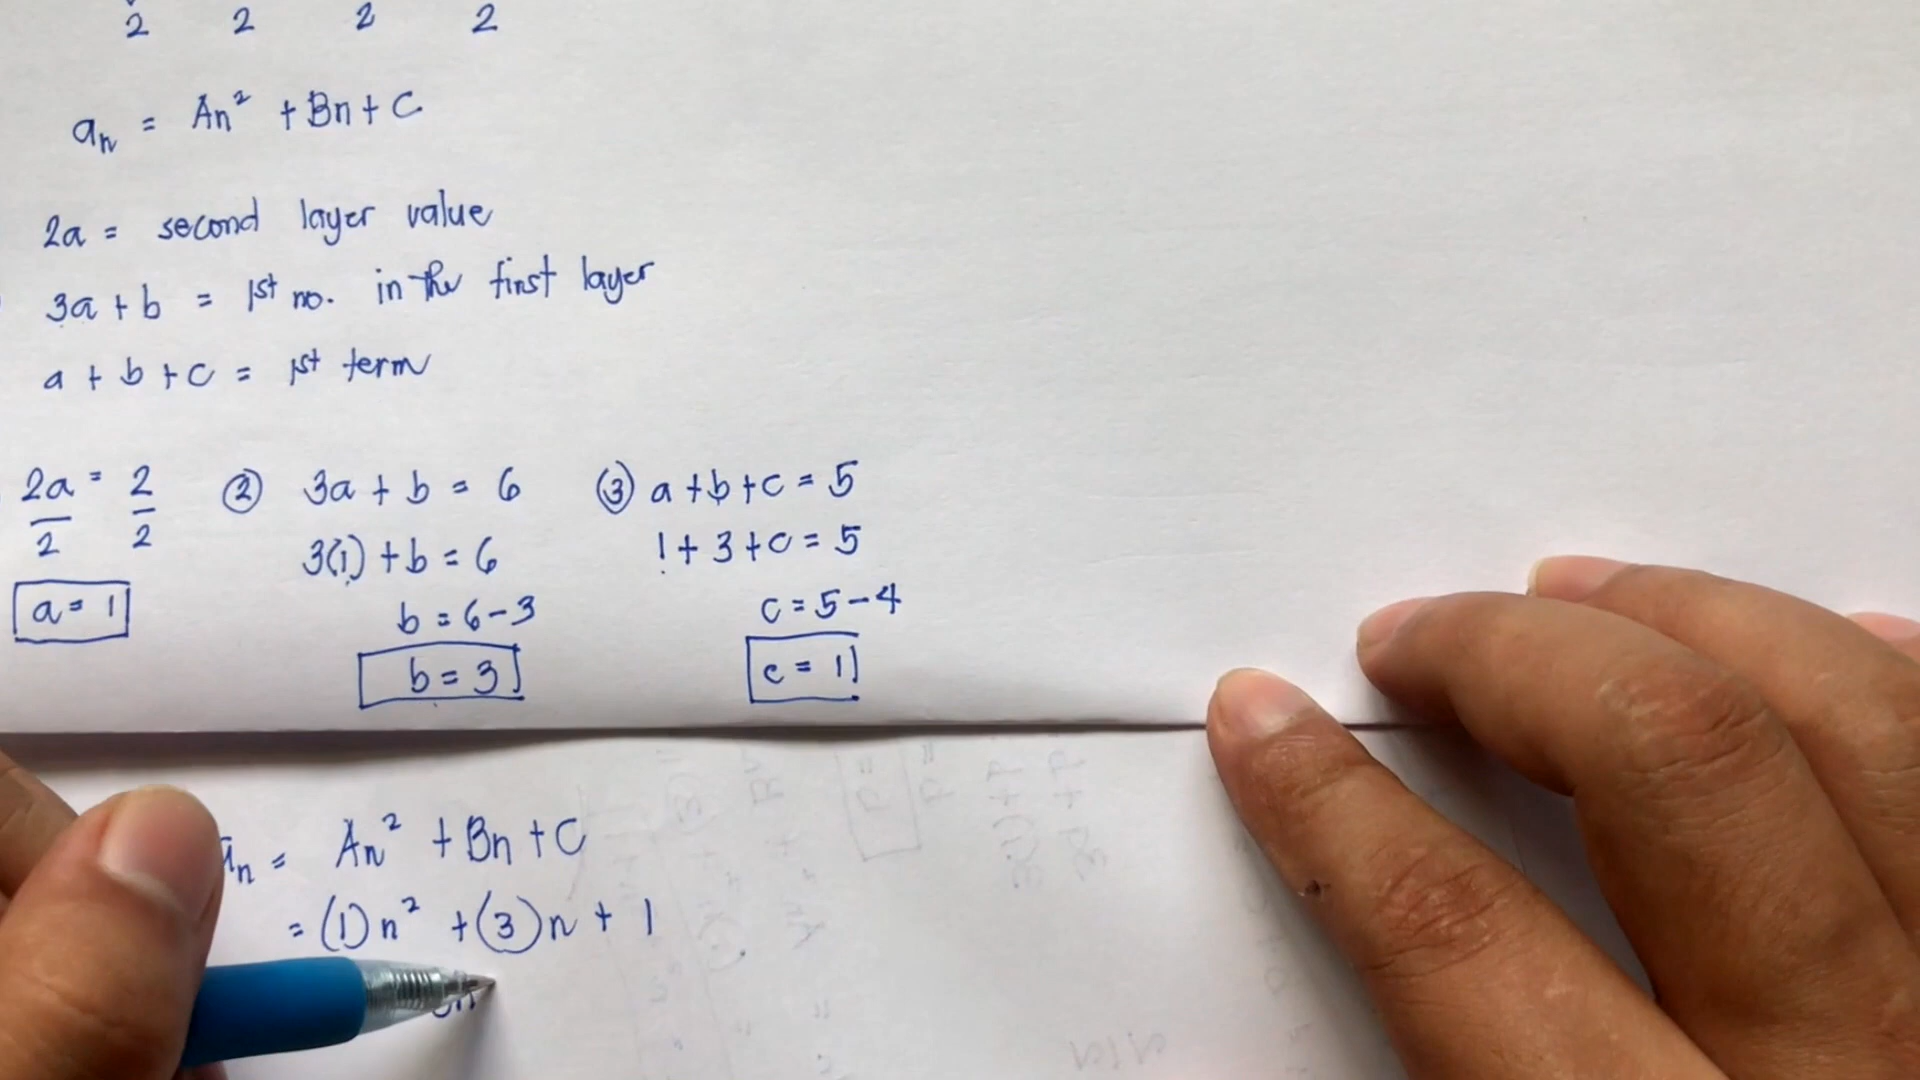 2 2 2 2
an = An² + Bn + C
2a = second layer value
3a + b = 1st no. in the first layer
a + b + c = 1st term
2a = 2 ② 3a + b = 6 ③ a + b + c = 5
2 2 3(1) + b = 6 1 + 3 + c = 5
a = 1 b = 6 - 3 c = 5 - 4
b = 3 c = 1
an = An² + Bn + C
= (1)n² + (3)n + 1